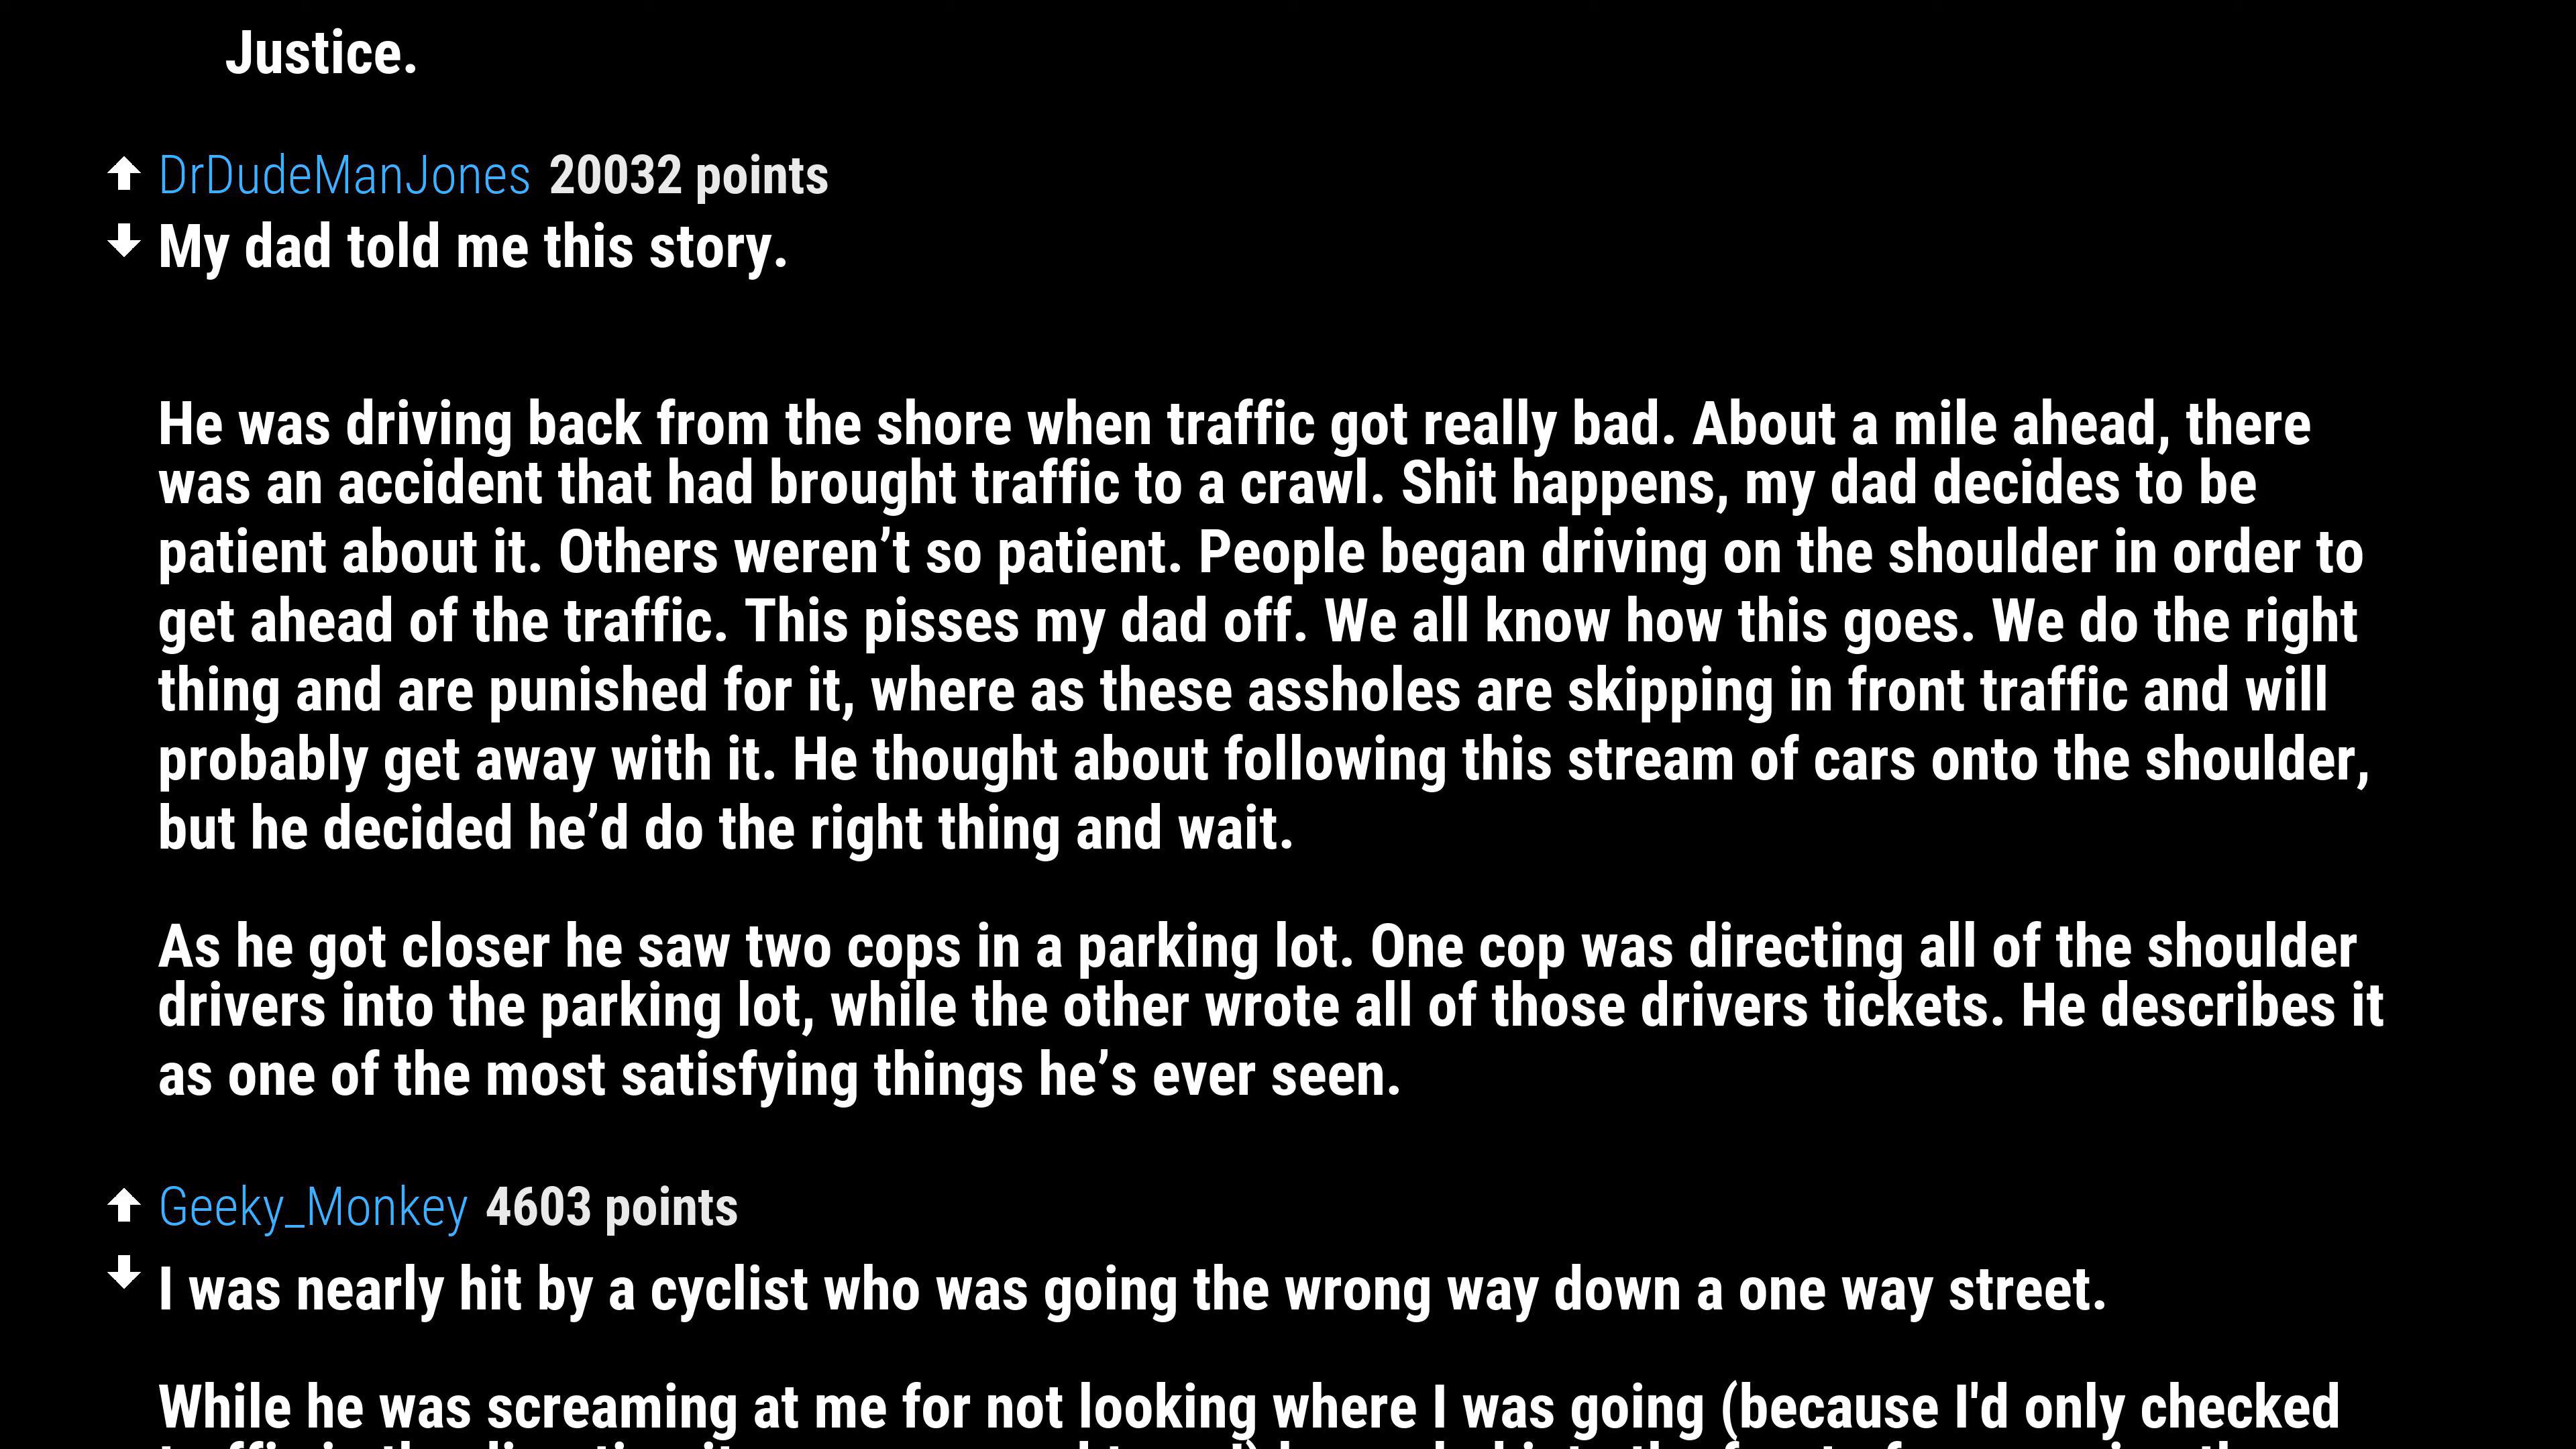 Justice.
DrDudeManJones 20032 points
My dad told me this story.
He was driving back from the shore when traffic got really bad. About a mile ahead, there
was an accident that had brought traffic to a crawl. Shit happens, my dad decides to be
patient about it. Others weren’t so patient. People began driving on the shoulder in order to
get ahead of the traffic. This pisses my dad off. We all know how this goes. We do the right
thing and are punished for it, where as these assholes are skipping in front traffic and will
probably get away with it. He thought about following this stream of cars onto the shoulder,
but he decided he’d do the right thing and wait.
As he got closer he saw two cops in a parking lot. One cop was directing all of the shoulder
drivers into the parking lot, while the other wrote all of those drivers tickets. He describes it
as one of the most satisfying things he’s ever seen.
Geeky_Monkey 4603 points
I was nearly hit by a cyclist who was going the wrong way down a one way street.
While he was screaming at me for not looking where I was going (because I'd only checked